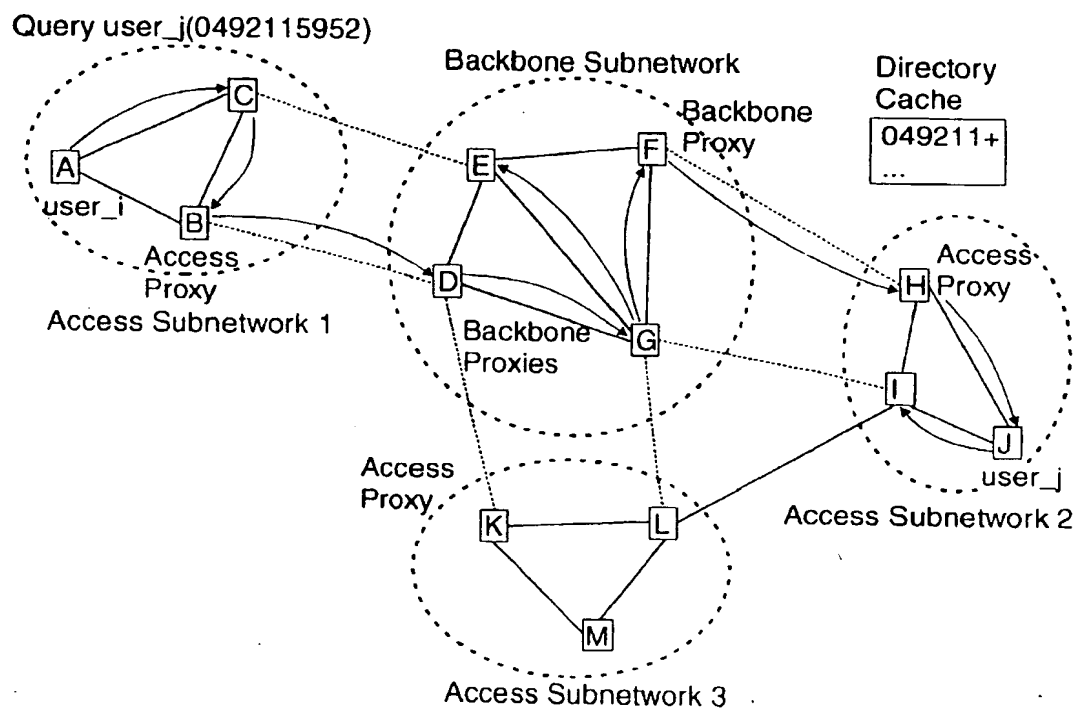 Query user_j(0492115952)
Backbone Subnetwork
Directory
Cache
049211+
...
Backbone
Proxy
C
A
user_i
B
Access
Proxy
Access Subnetwork 1
E
F
D
G
Backbone
Proxies
H
Access
Proxy
I
J
user_j
Access Subnetwork 2
Access
Proxy
K
L
M
Access Subnetwork 3